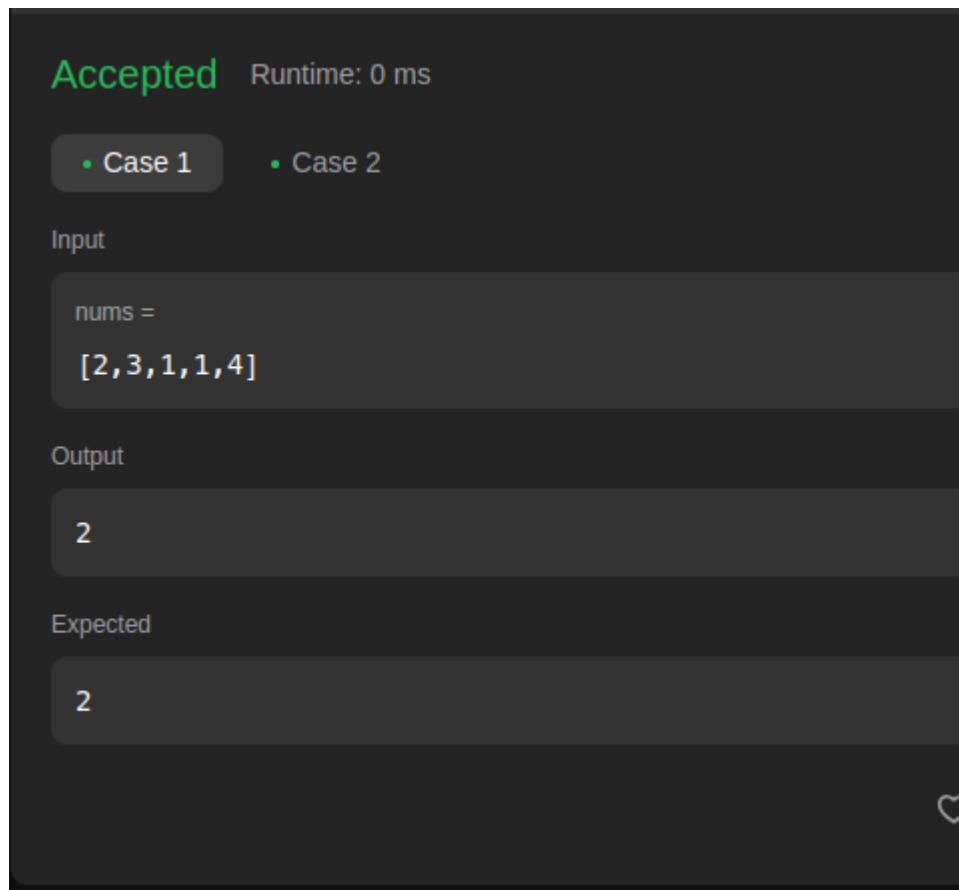 Accepted Runtime: 0 ms
Case 1 Case 2
Input
nums =
[2,3,1,1,4]
Output
2
Expected
2